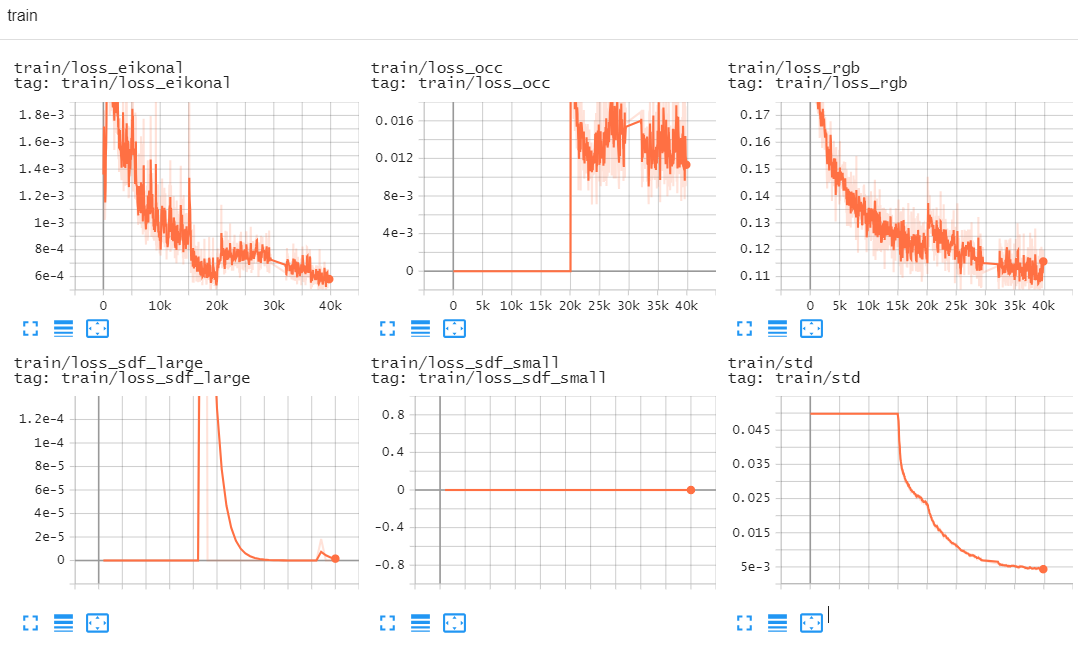 train
train/loss_eikonal
tag: train/loss_eikonal
1.8e-3
1.6e-3
1.4e-3
1.2e-3
1e-3
8e-4
6e-4
0 10k 20k 30k 40k
train/loss_occ
tag: train/loss_occ
0.016
0.012
8e-3
4e-3
0
0 5k 10k 15k 20k 25k 30k 35k 40k
train/loss_rgb
tag: train/loss_rgb
0.17
0.16
0.15
0.14
0.13
0.12
0.11
0 5k 10k 15k 20k 25k 30k 35k 40k
train/loss_sdf_large
tag: train/loss_sdf_large
1.2e-4
1e-4
8e-5
6e-5
4e-5
2e-5
0
train/loss_sdf_small
tag: train/loss_sdf_small
0.8
0.4
0
-0.4
-0.8
train/std
tag: train/std
0.045
0.035
0.025
0.015
5e-3